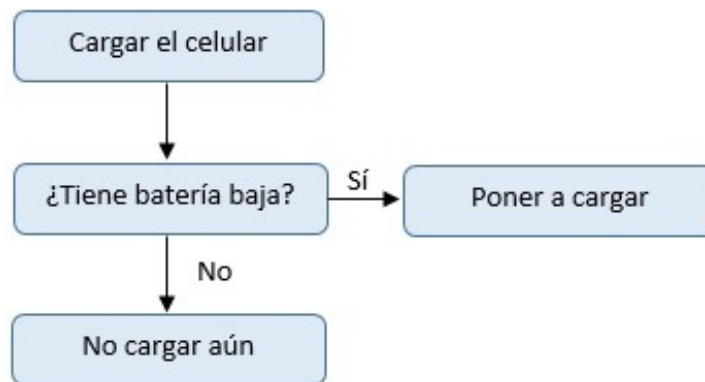 Cargar el celular
¿Tiene batería baja?
Sí
Poner a cargar
No
No cargar aún